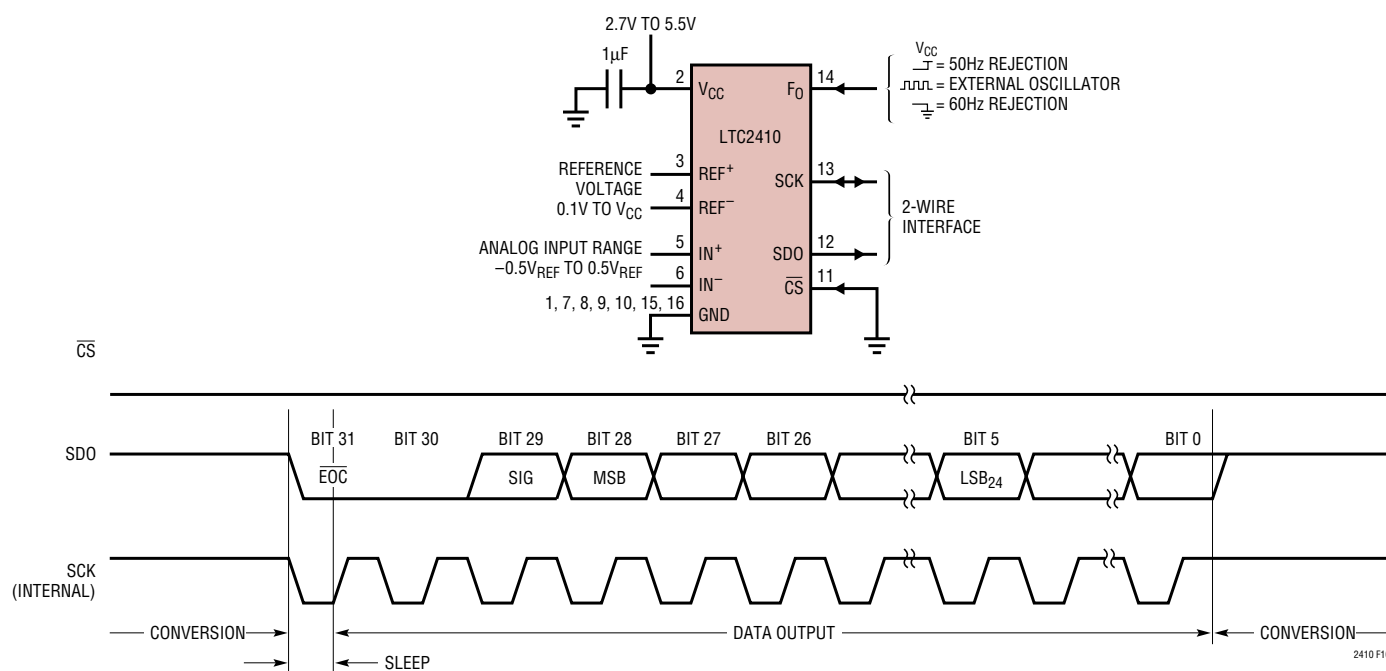 2.7V TO 5.5V
1µF
VCC
= 50Hz REJECTION
= EXTERNAL OSCILLATOR
= 60Hz REJECTION
2
VCC
FO
14
LTC2410
REFERENCE
VOLTAGE
0.1V TO VCC
3
REF+
4
REF−
SCK
13
2-WIRE
INTERFACE
ANALOG INPUT RANGE
−0.5VREF TO 0.5VREF
5
IN+
6
IN−
SDO
12
CS
11
1, 7, 8, 9, 10, 15, 16
GND
CS
SDO
BIT 31
BIT 30
BIT 29
BIT 28
BIT 27
BIT 26
BIT 5
BIT 0
EOC
SIG
MSB
LSB24
SCK
(INTERNAL)
CONVERSION
DATA OUTPUT
CONVERSION
SLEEP